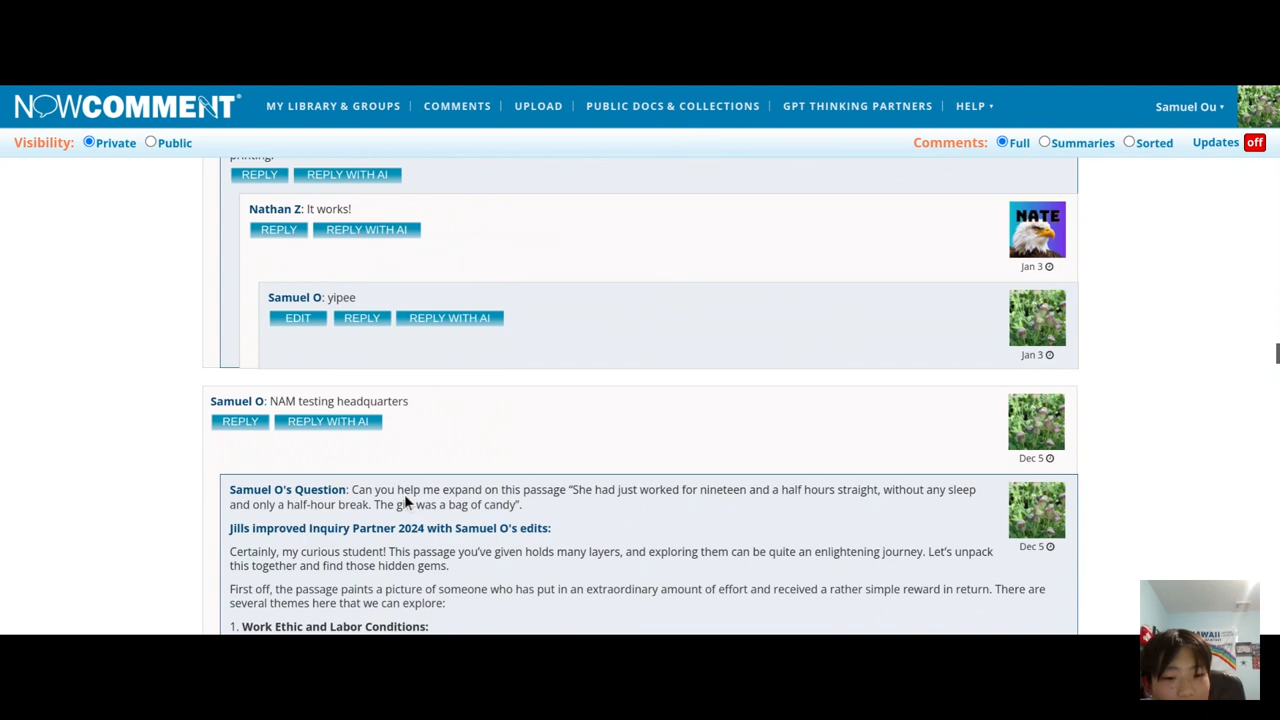 NOWCOMMENT®
MY LIBRARY & GROUPS | COMMENTS | UPLOAD | PUBLIC DOCS & COLLECTIONS | GPT THINKING PARTNERS | HELP
Samuel Ou
Visibility: Private Public
Comments: Full Summaries Sorted Updates off
printing.
REPLY REPLY WITH AI
Nathan Z: It works!
REPLY REPLY WITH AI
NATE
Jan 3
Samuel O: yipee
EDIT REPLY REPLY WITH AI
Jan 3
Samuel O: NAM testing headquarters
REPLY REPLY WITH AI
Dec 5
Samuel O's Question: Can you help me expand on this passage “She had just worked for nineteen and a half hours straight, without any sleep
and only a half-hour break. The was a bag of candy”.
Jills improved Inquiry Partner 2024 with Samuel O's edits:
Dec 5
Certainly, my curious student! This passage you’ve given holds many layers, and exploring them can be quite an enlightening journey. Let’s unpack
this together and find those hidden gems.
First off, the passage paints a picture of someone who has put in an extraordinary amount of effort and received a rather simple reward in return. There are
several themes here that we can explore:
1. Work Ethic and Labor Conditions: